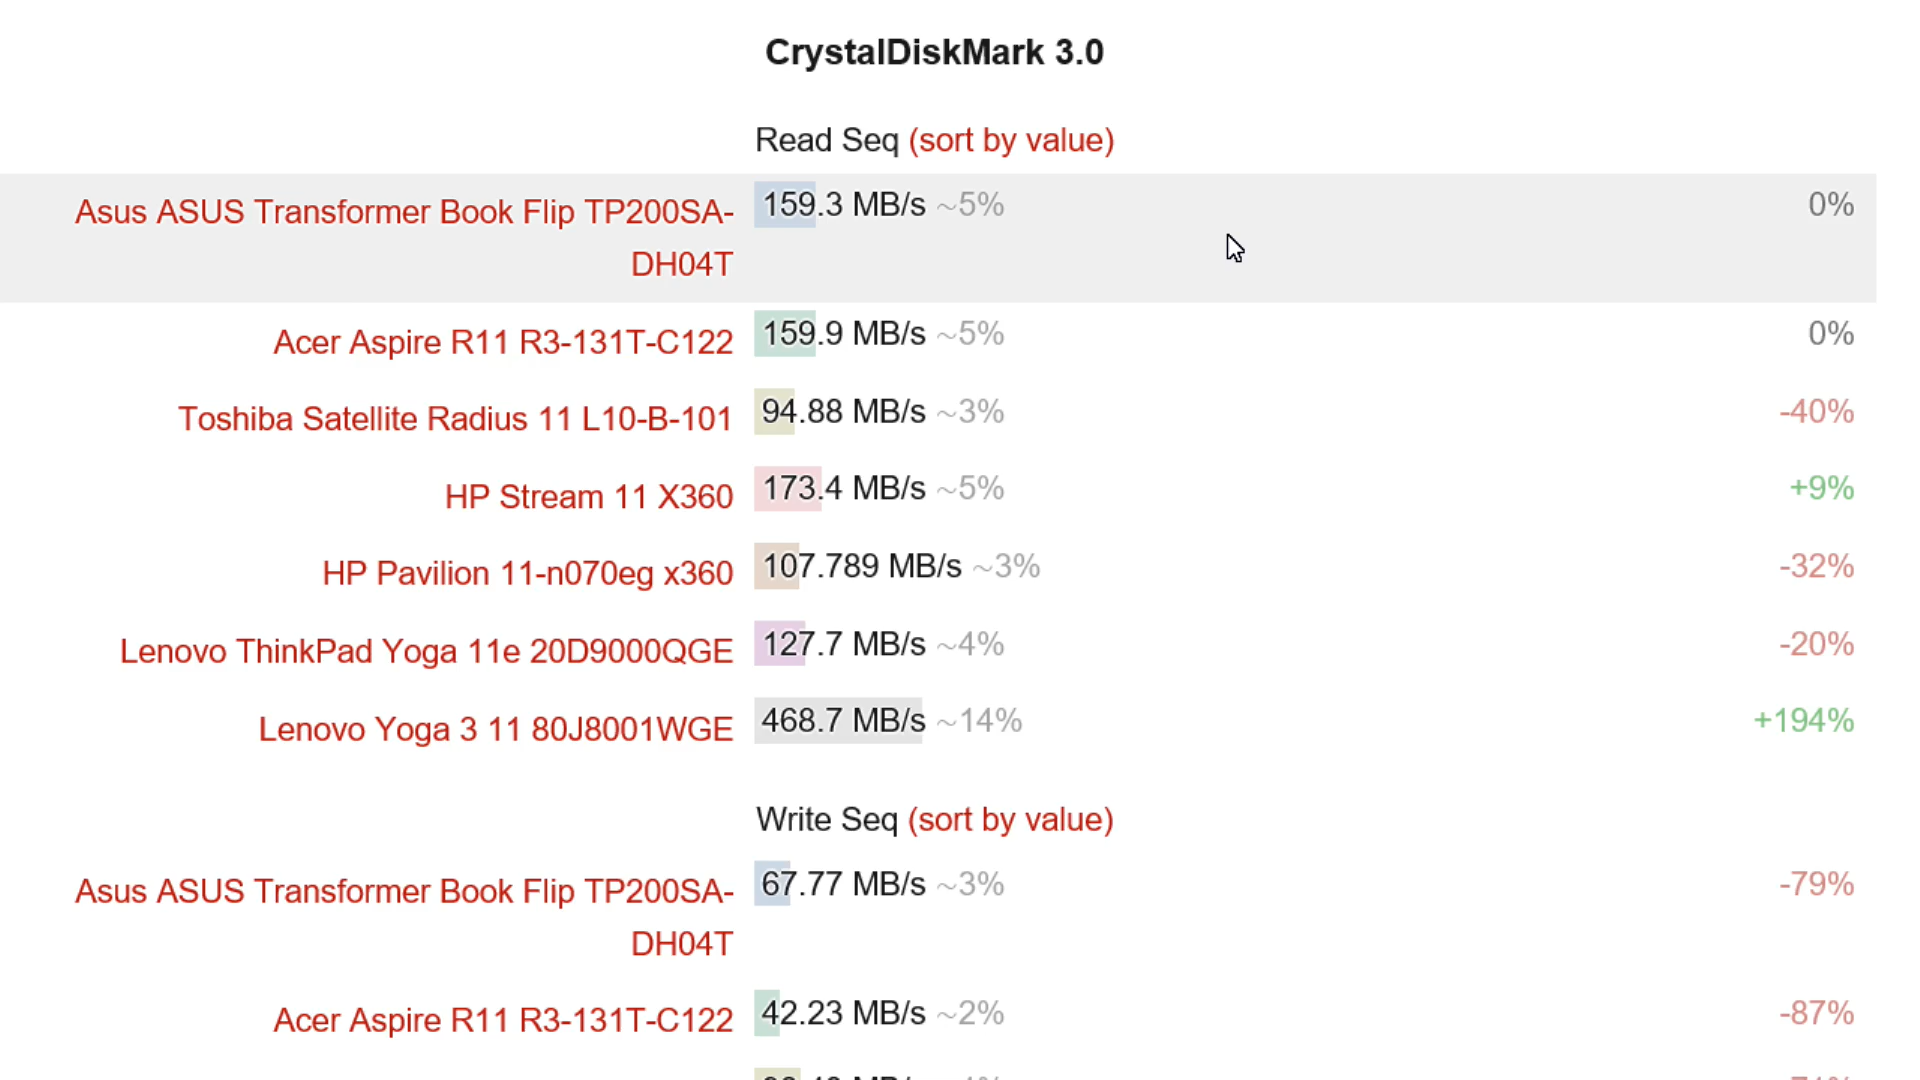 CrystalDiskMark 3.0
Read Seq (sort by value)
Asus ASUS Transformer Book Flip TP200SA- 159.3 MB/s ~5% 0%
DH04T
Acer Aspire R11 R3-131T-C122 159.9 MB/s ~5% 0%
Toshiba Satellite Radius 11 L10-B-101 94.88 MB/s ~3% -40%
HP Stream 11 X360 173.4 MB/s ~5% +9%
HP Pavilion 11-n070eg x360 107.789 MB/s ~3% -32%
Lenovo ThinkPad Yoga 11e 20D9000QGE 127.7 MB/s ~4% -20%
Lenovo Yoga 3 11 80J8001WGE 468.7 MB/s ~14% +194%
Write Seq (sort by value)
Asus ASUS Transformer Book Flip TP200SA- 67.77 MB/s ~3% -79%
DH04T
Acer Aspire R11 R3-131T-C122 42.23 MB/s ~2% -87%
MB/s